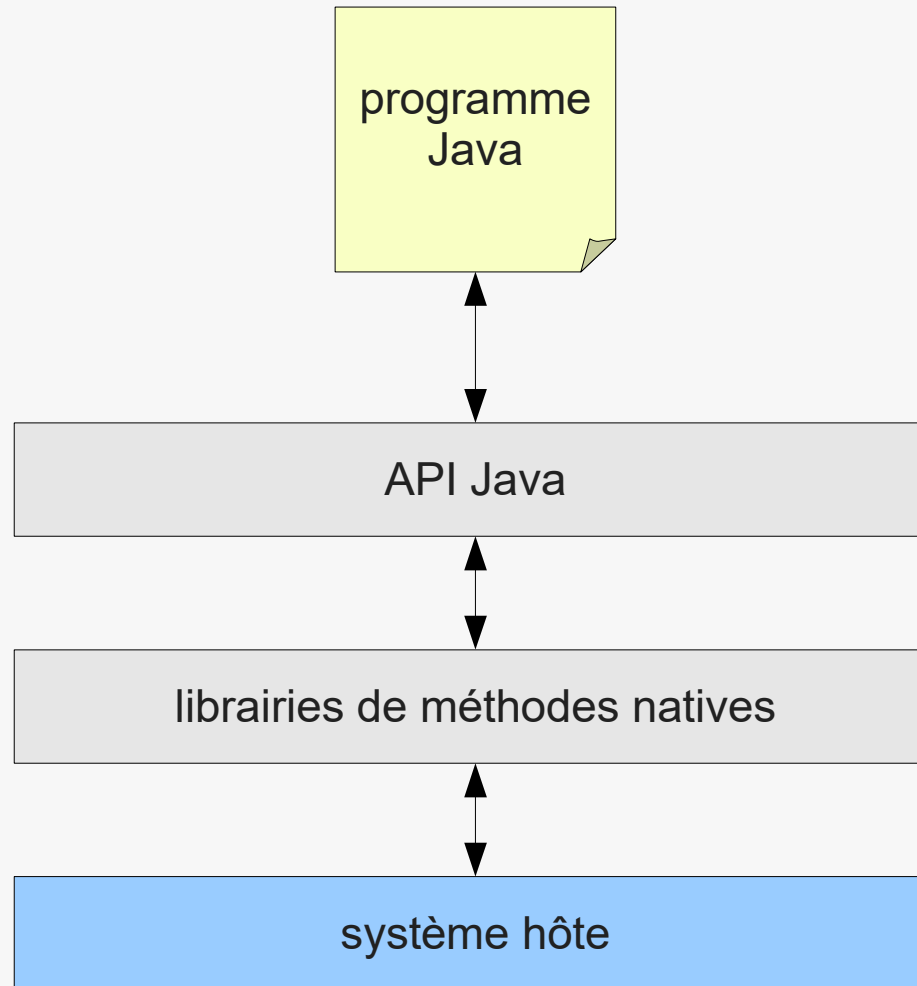 programme
Java
API Java
librairies de méthodes natives
système hôte